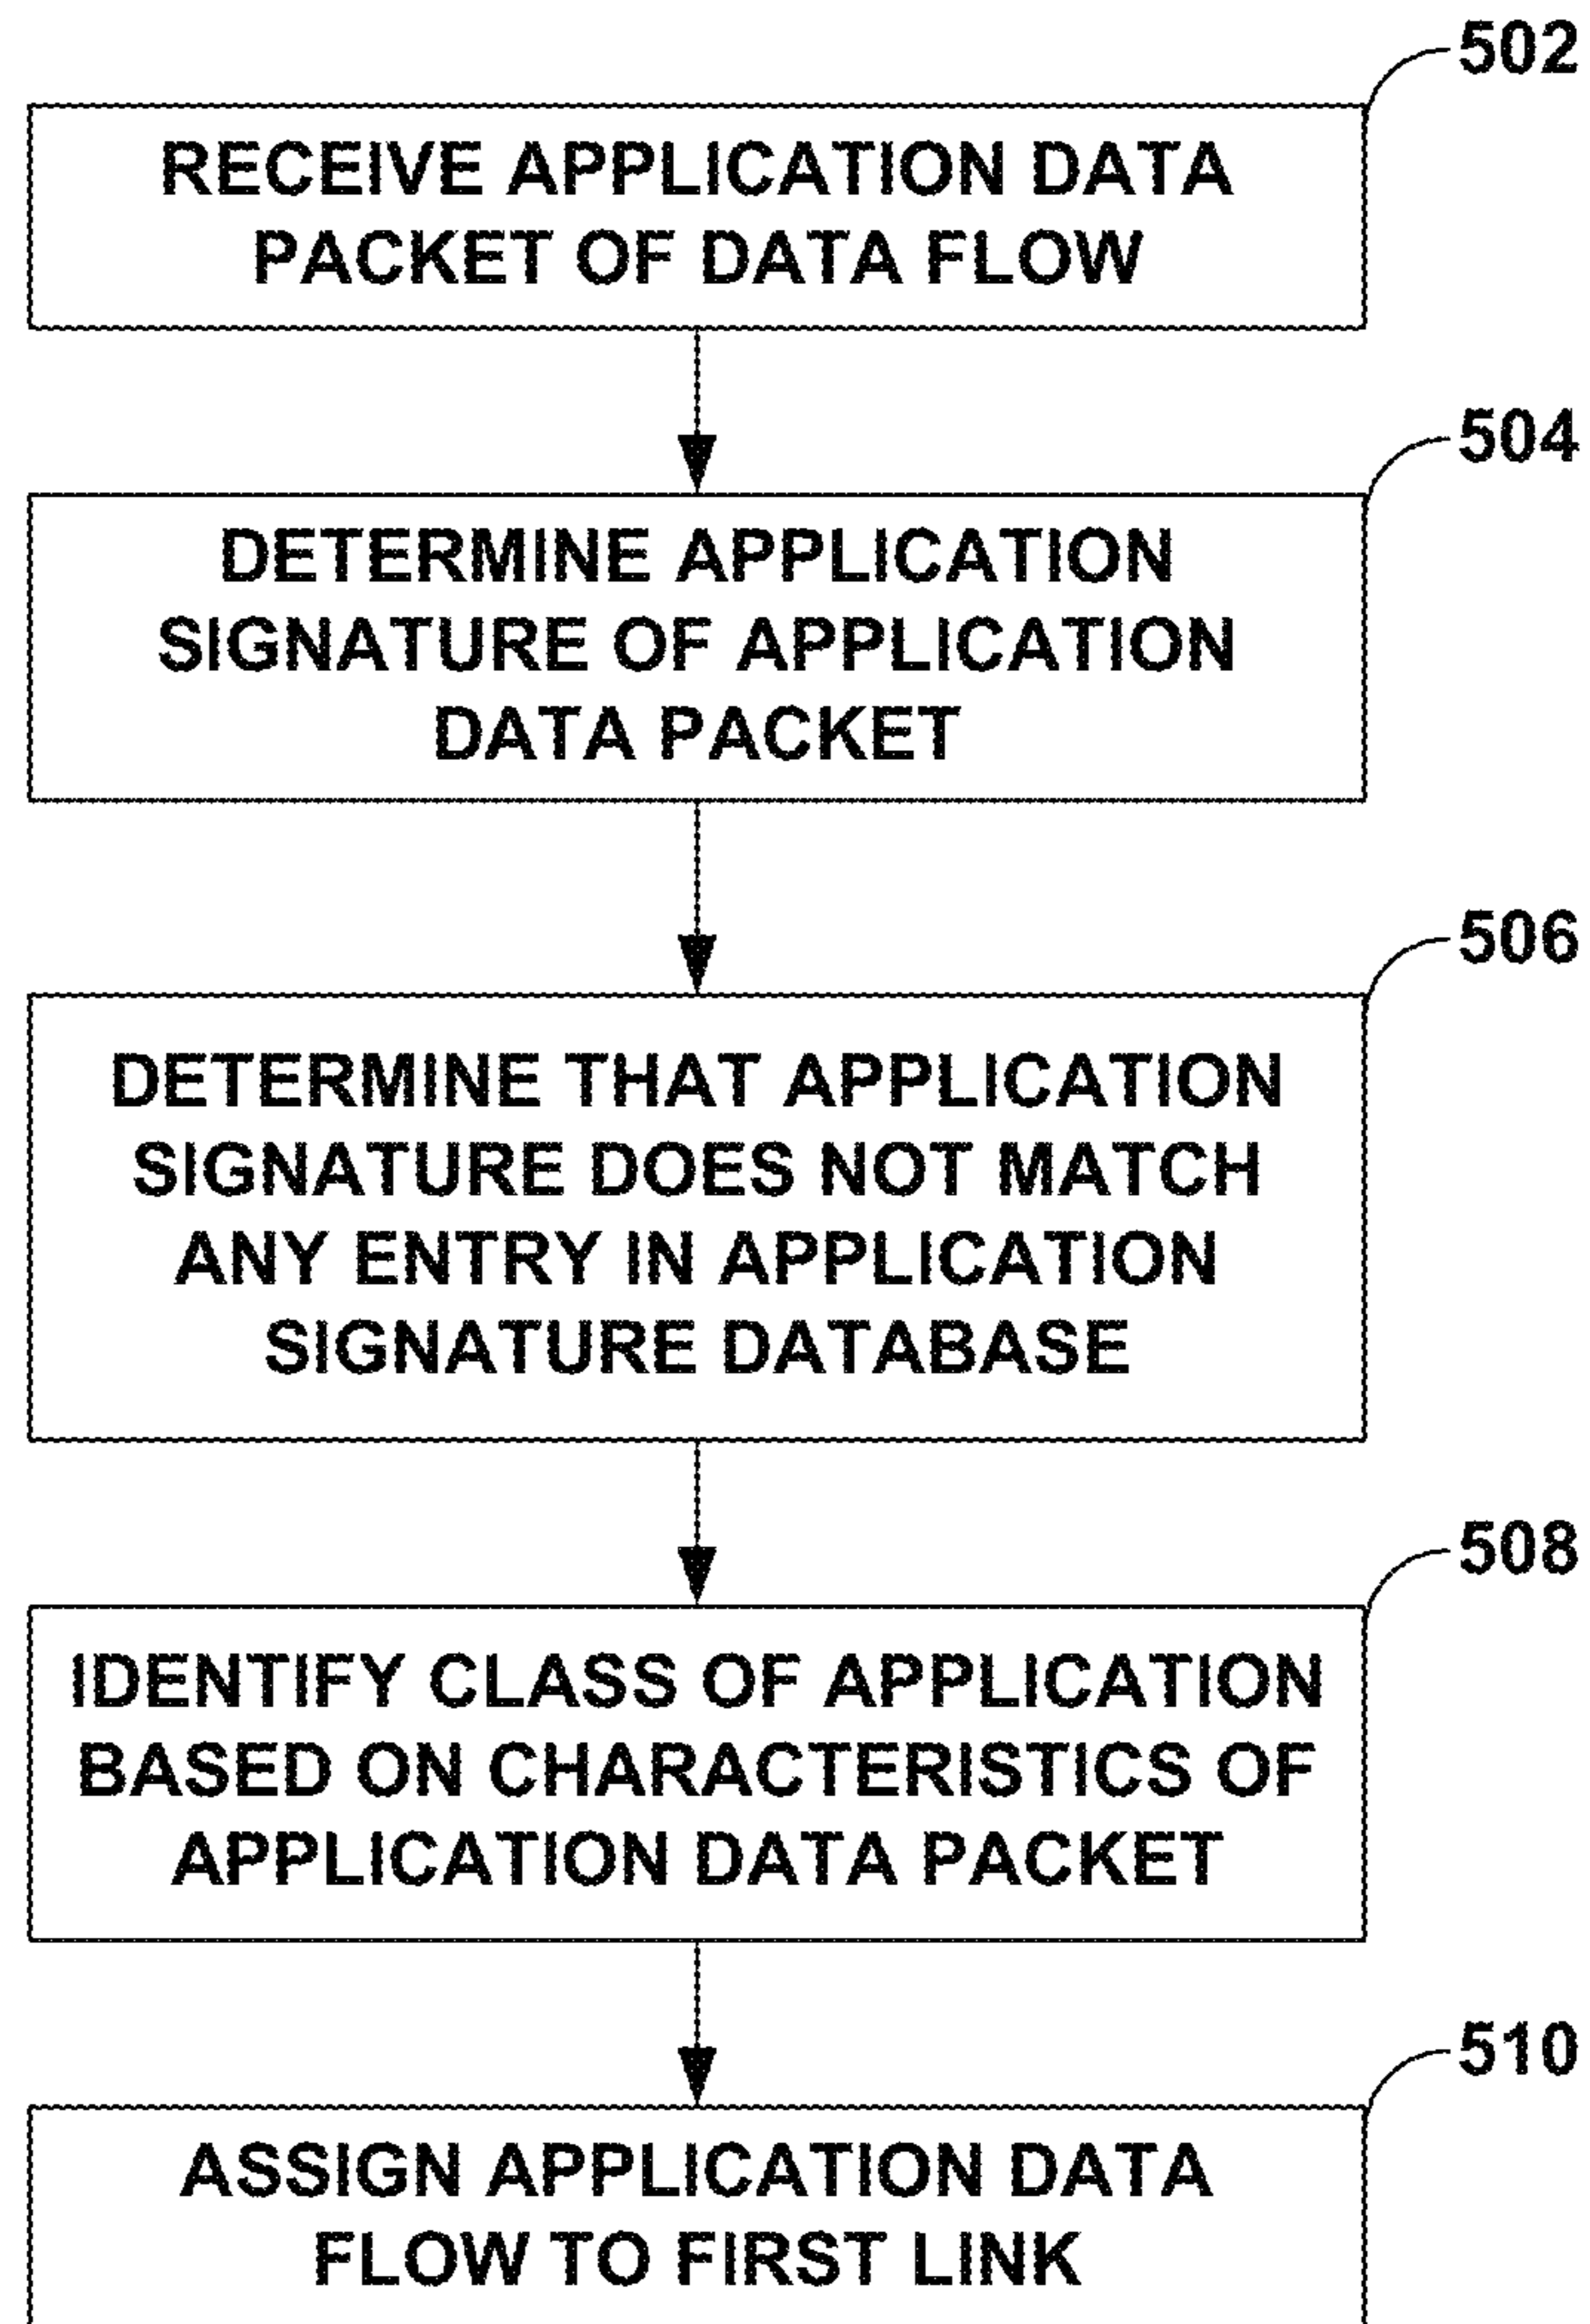 502
RECEIVE APPLICATION DATA
PACKET OF DATA FLOW
504
DETERMINE APPLICATION
SIGNATURE OF APPLICATION
DATA PACKET
506
DETERMINE THAT APPLICATION
SIGNATURE DOES NOT MATCH
ANY ENTRY IN APPLICATION
SIGNATURE DATABASE
508
IDENTIFY CLASS OF APPLICATION
BASED ON CHARACTERISTICS OF
APPLICATION DATA PACKET
510
ASSIGN APPLICATION DATA
FLOW TO FIRST LINK